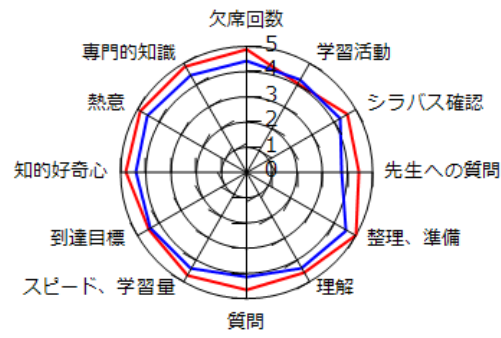 欠席回数
学習活動
シラバス確認
先生への質問
整理、準備
理解
質問
スピード、学習量
到達目標
知的好奇心
熱意
専門的知識
5
4
3
2
1
0